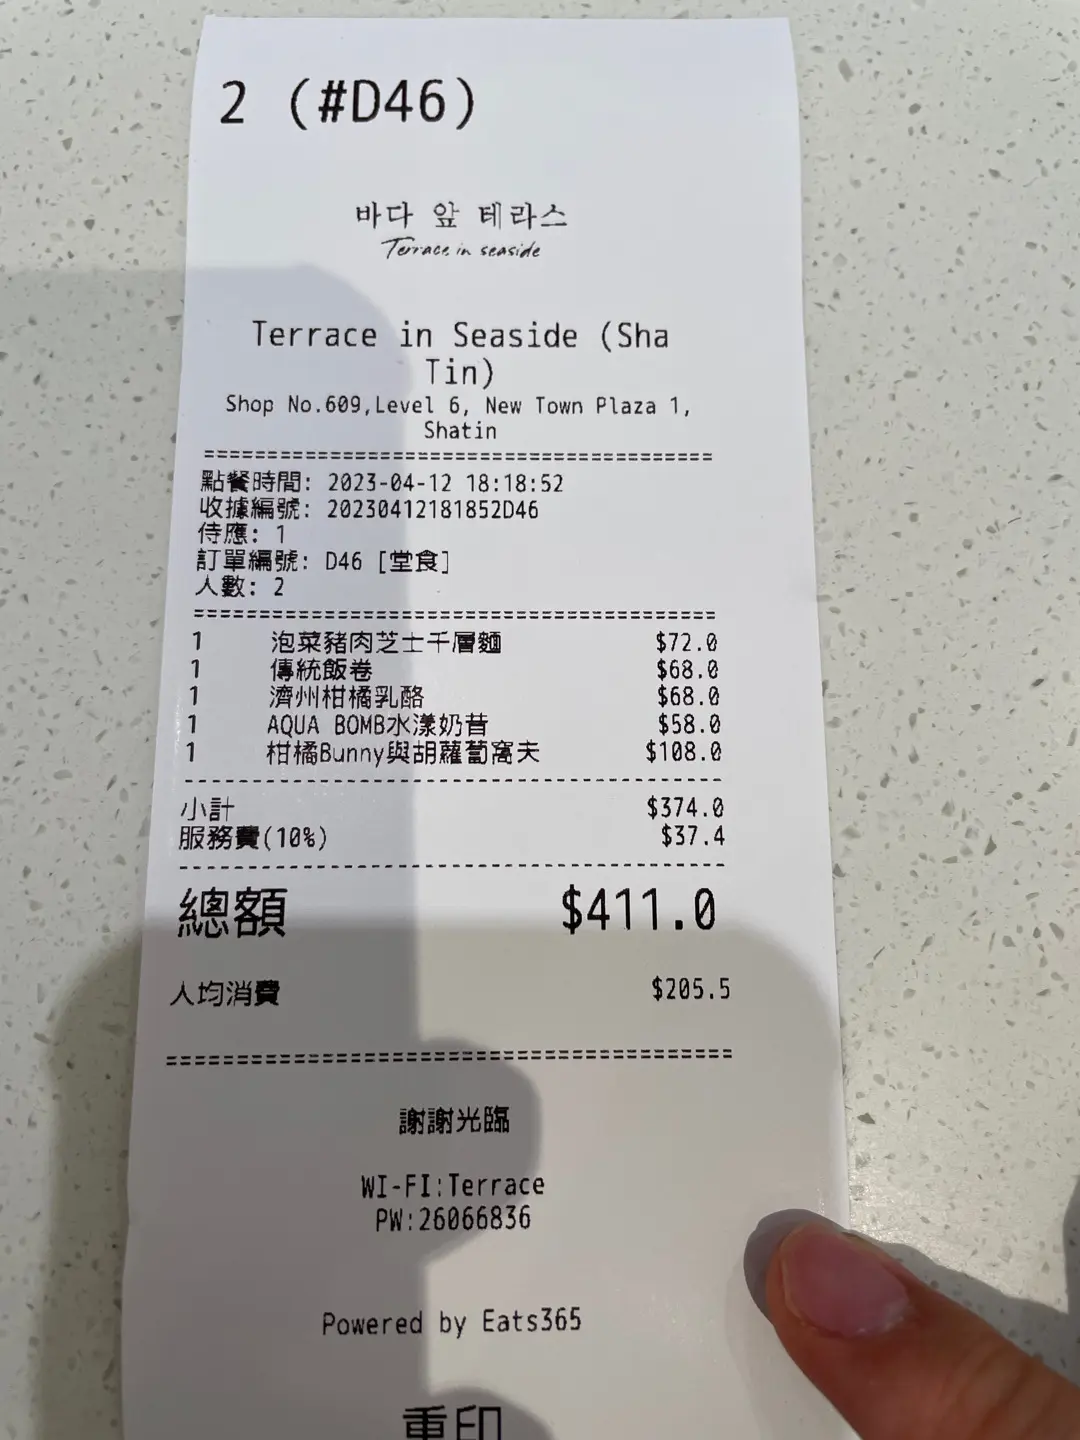 2 (#D46)
바다 앞 테라스
Terrace in seaside
Terrace in Seaside (Sha
Tin)
Shop No.609,Level 6, New Town Plaza 1,
Shatin
========================================
點餐時間: 2023-04-12 18:18:52
收據編號: 20230412181852D46
侍應: 1
訂單編號: D46 [堂食]
人數: 2
========================================
1 泡菜豬肉芝士千層麵 $72.0
1 傳統飯卷 $68.0
1 濟州柑橘乳酪 $68.0
1 AQUA BOMB水漾奶昔 $58.0
1 柑橘Bunny與胡蘿蔔窩夫 $108.0
----------------------------------------
小計 $374.0
服務費(10%) $37.4
----------------------------------------
總額 $411.0
人均消費 $205.5
========================================
謝謝光臨
WI-FI:Terrace
PW:26066836
Powered by Eats365
重印